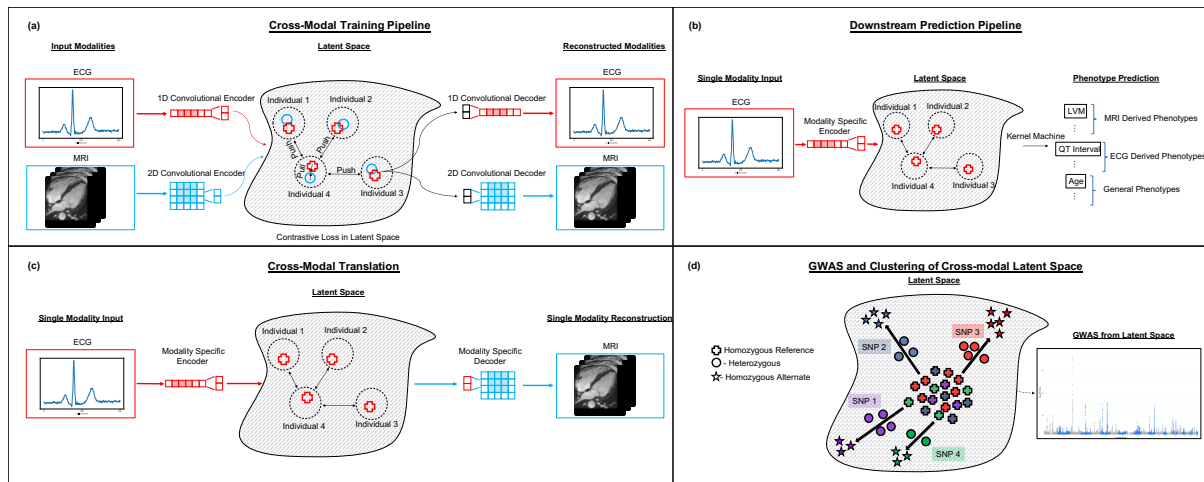 (a)
Cross-Modal Training Pipeline
Input Modalities
Latent Space
Reconstructed Modalities
ECG
ECG
Individual 1
Individual 2
1D Convolutional Encoder
1D Convolutional Decoder
Push
Push
MRI
Pull
Push
MRI
2D Convolutional Encoder
2D Convolutional Decoder
Individual 4
Individual 3
Contrastive Loss in Latent Space
(b)
Downstream Prediction Pipeline
Single Modality Input
Latent Space
Phenotype Prediction
ECG
Individual 1
Individual 2
Modality Specific
Encoder
LVM
MRI Derived Phenotypes
Kernel Machine
QT Interval
ECG Derived Phenotypes
Age
General Phenotypes
Individual 4
Individual 3
(c)
Cross-Modal Translation
Latent Space
Single Modality Input
Single Modality Reconstruction
ECG
Individual 1
Individual 2
MRI
Modality Specific
Encoder
Modality Specific
Decoder
Individual 4
Individual 3
(d)
GWAS and Clustering of Cross-modal Latent Space
Latent Space
SNP 3
SNP 2
GWAS from Latent Space
Homozygous Reference
- Heterozygous
- Homozygous Alternate
SNP 1
SNP 4